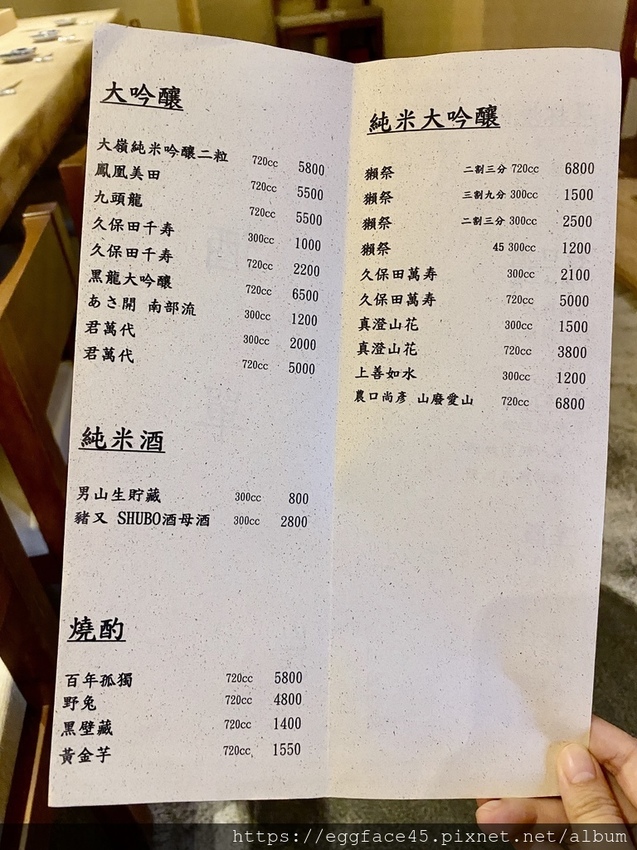 大吟釀
大嶺純米吟釀二粒 720cc 5800
鳳凰美田 720cc 5500
九頭龍 720cc 5500
久保田千寿 300cc 1000
久保田千寿 720cc 2200
黑龍大吟釀 720cc 6500
あさ開 南部流 300cc 1200
君萬代 300cc 2000
君萬代 720cc 5000
純米酒
男山生貯藏 300cc 800
豬又 SHUBO酒母酒 300cc 2800
燒酌
百年孤獨 720cc 5800
野兔 720cc 4800
黑壁藏 720cc 1400
黃金芋 720cc 1550
純米大吟釀
獺祭 二割三分 720cc 6800
獺祭 三割九分 300cc 1500
獺祭 二割三分 300cc 2500
獺祭 45 300cc 1200
久保田萬寿 300cc 2100
久保田萬寿 720cc 5000
真澄山花 300cc 1500
真澄山花 720cc 3800
上善如水 300cc 1200
農口尚彥 山廢愛山 720cc 6800
https://eggface45.pixnet.net/album